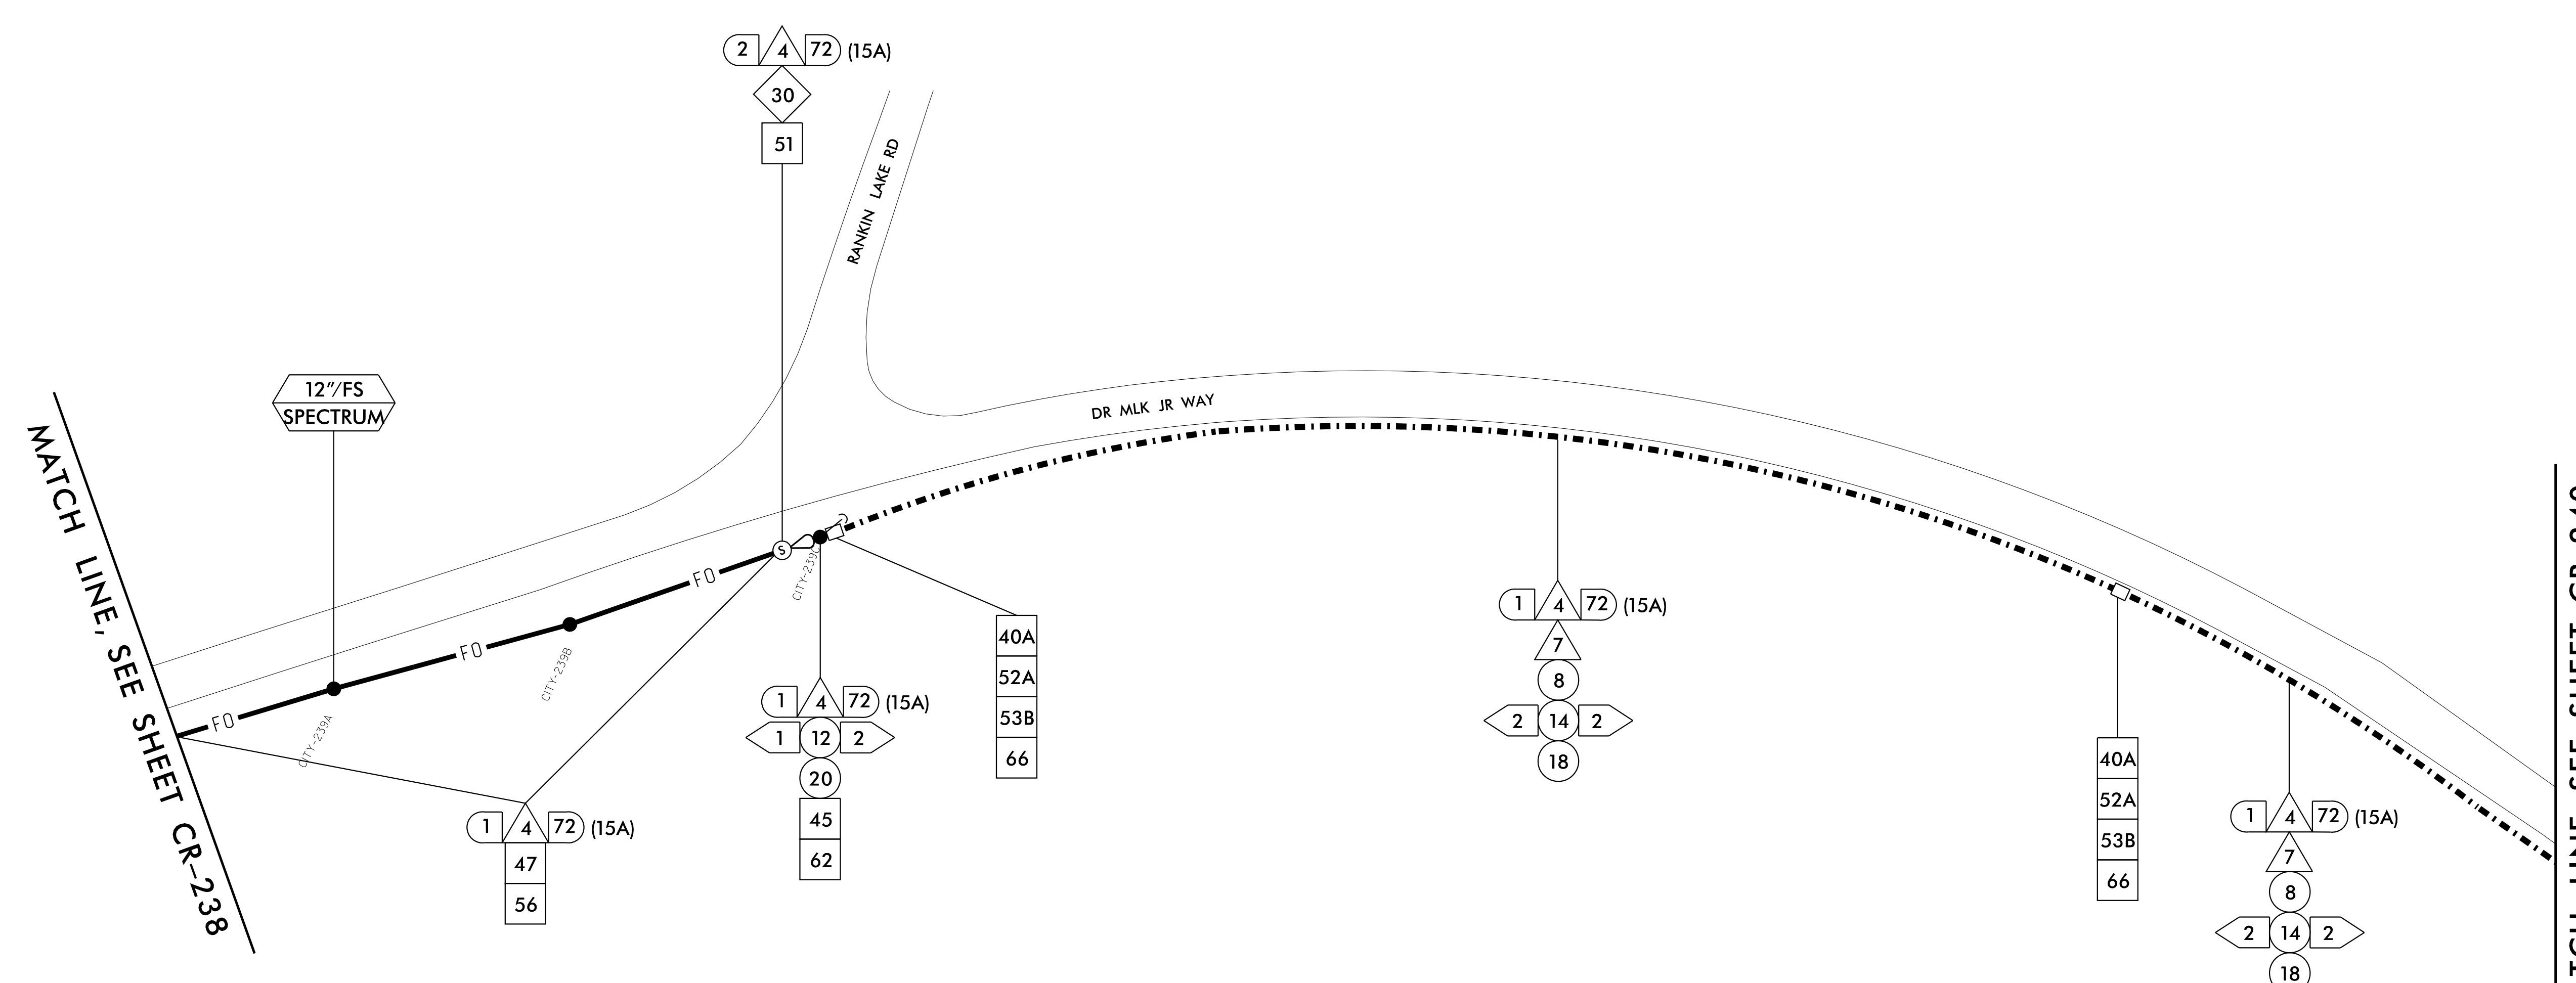 2 4 72 (15A)
30
51
RANKIN LAKE RD
12"/FS
SPECTRUM
DR MLK JR WAY
MATCH LINE, SEE SHEET CR-238
FO
FO
FO
CITY-239A
CITY-239B
CITY-239C
S
1 4 72 (15A)
47
56
1 4 72 (15A)
1 12 2
20
45
62
40A
52A
53B
66
1 4 72 (15A)
7
8
2 14 2
18
40A
52A
53B
66
1 4 72 (15A)
7
8
2 14 2
18
LINE SEE SHEET